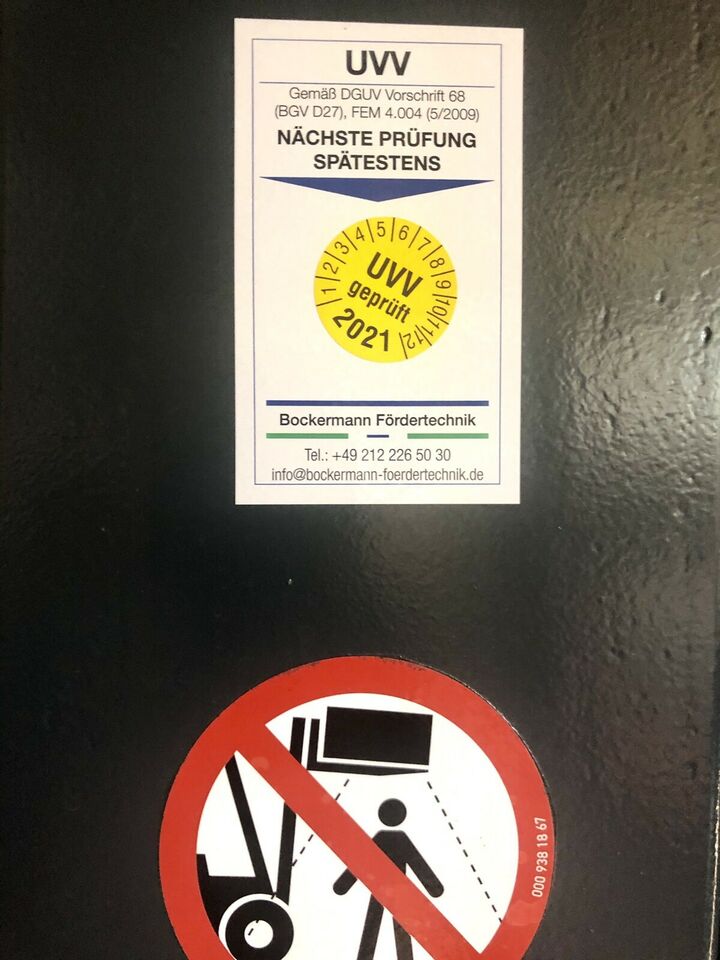 UVV
Gemäß DGUV Vorschrift 68
(BGV D27), FEM 4.004 (5/2009)
NÄCHSTE PRÜFUNG
SPÄTESTENS
1 2 3 4 5 6 7 8 9 10 11 12
UVV
geprüft
2021
Bockermann Fördertechnik
Tel.: +49 212 226 50 30
info@bockermann-foerdertechnik.de
000 938 18 67